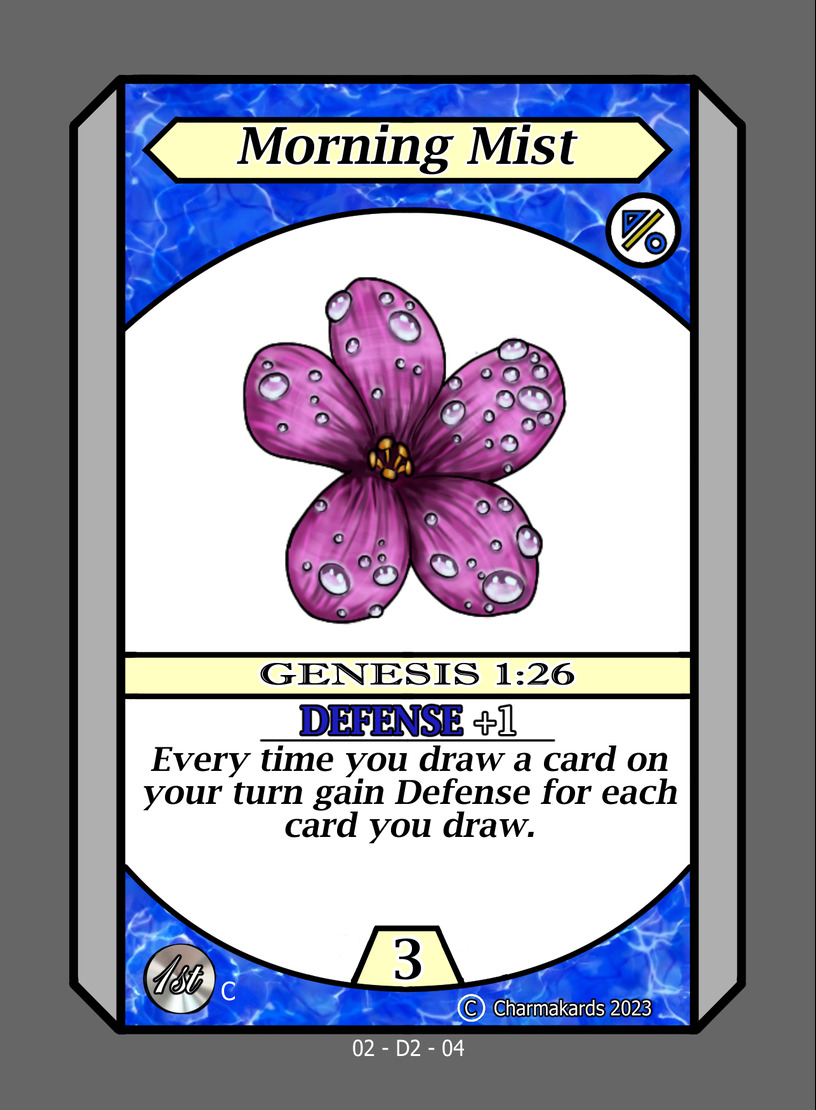 Morning Mist
GENESIS 1:26
DEFENSE +1
Every time you draw a card on
your turn gain Defense for each
card you draw.
3
1st C
© Charmakards 2023
02 - D2 - 04